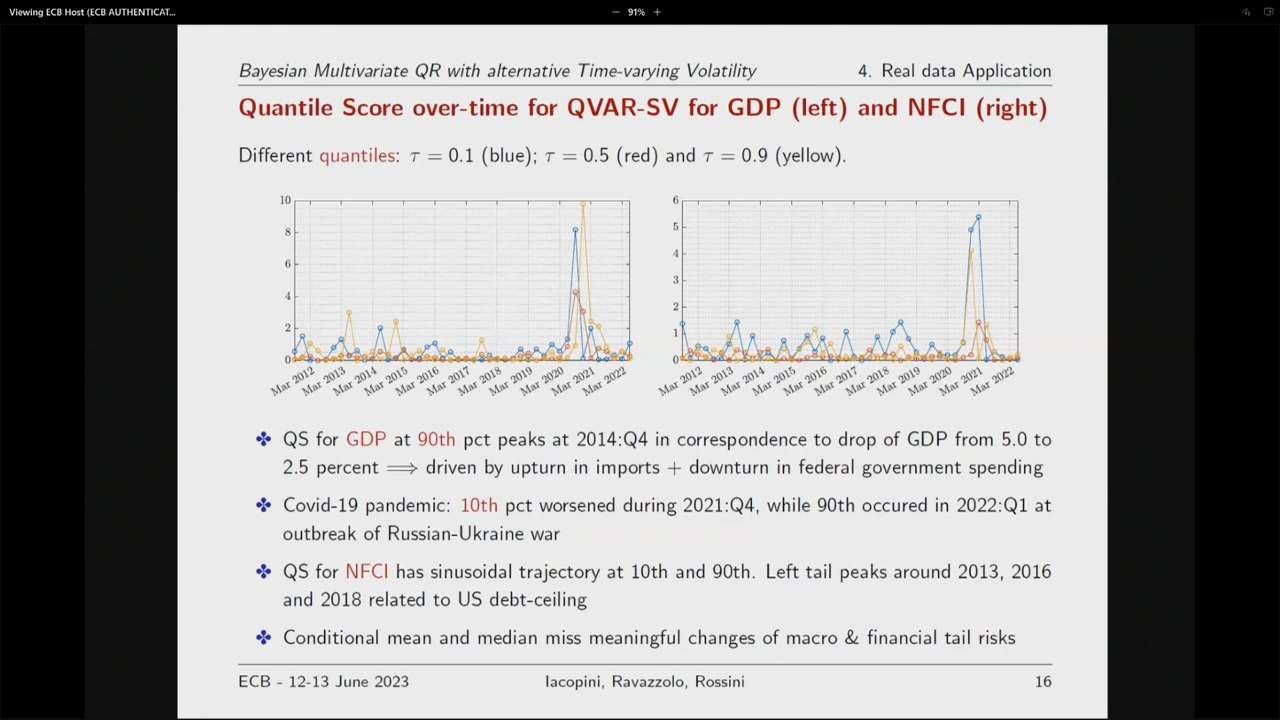 Viewing ECB Host (ECB AUTHENTICAT...
91%
Bayesian Multivariate QR with alternative Time-varying Volatility
4. Real data Application
Quantile Score over-time for QVAR-SV for GDP (left) and NFCI (right)
Different quantiles: τ = 0.1 (blue); τ = 0.5 (red) and τ = 0.9 (yellow).
10
8
6
4
2
0
Mar 2012
Mar 2013
Mar 2014
Mar 2015
Mar 2016
Mar 2017
Mar 2018
Mar 2019
Mar 2020
Mar 2021
Mar 2022
6
5
4
3
2
1
0
Mar 2012
Mar 2013
Mar 2014
Mar 2015
Mar 2016
Mar 2017
Mar 2018
Mar 2019
Mar 2020
Mar 2021
Mar 2022
QS for GDP at 90th pct peaks at 2014:Q4 in correspondence to drop of GDP from 5.0 to
2.5 percent ⟹ driven by upturn in imports + downturn in federal government spending
Covid-19 pandemic: 10th pct worsened during 2021:Q4, while 90th occured in 2022:Q1 at
outbreak of Russian-Ukraine war
QS for NFCI has sinusoidal trajectory at 10th and 90th. Left tail peaks around 2013, 2016
and 2018 related to US debt-ceiling
Conditional mean and median miss meaningful changes of macro & financial tail risks
ECB - 12-13 June 2023
Iacopini, Ravazzolo, Rossini
16